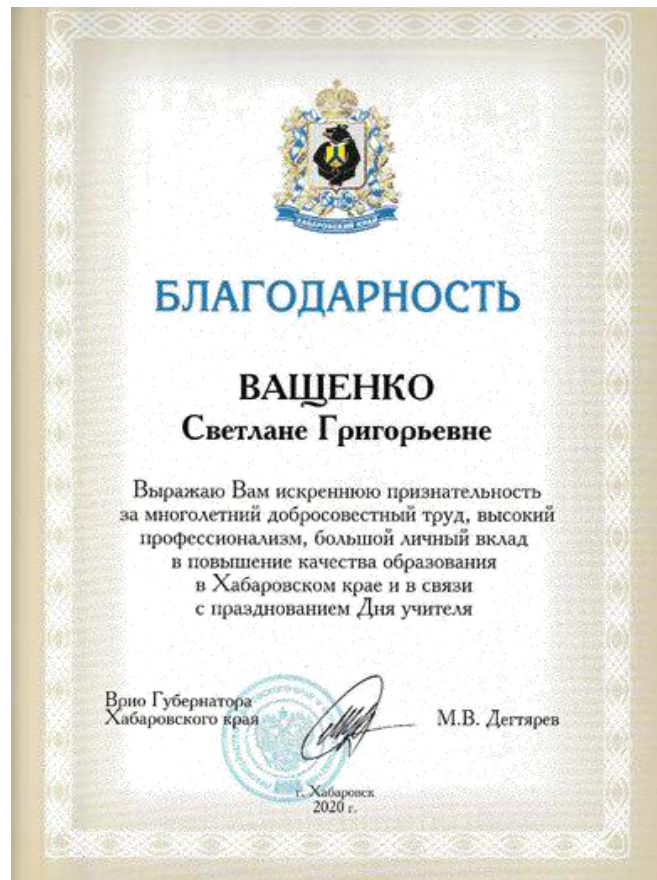 ХАБАРОВСКИЙ КРАЙ
БЛАГОДАРНОСТЬ
ВАЩЕНКО
Светлане Григорьевне
Выражаю Вам искреннюю признательность
за многолетний добросовестный труд, высокий
профессионализм, большой личный вклад
в повышение качества образования
в Хабаровском крае и в связи
с празднованием Дня учителя
Врио Губернатора
Хабаровского края
М.В. Дегтярев
г. Хабаровск
2020 г.